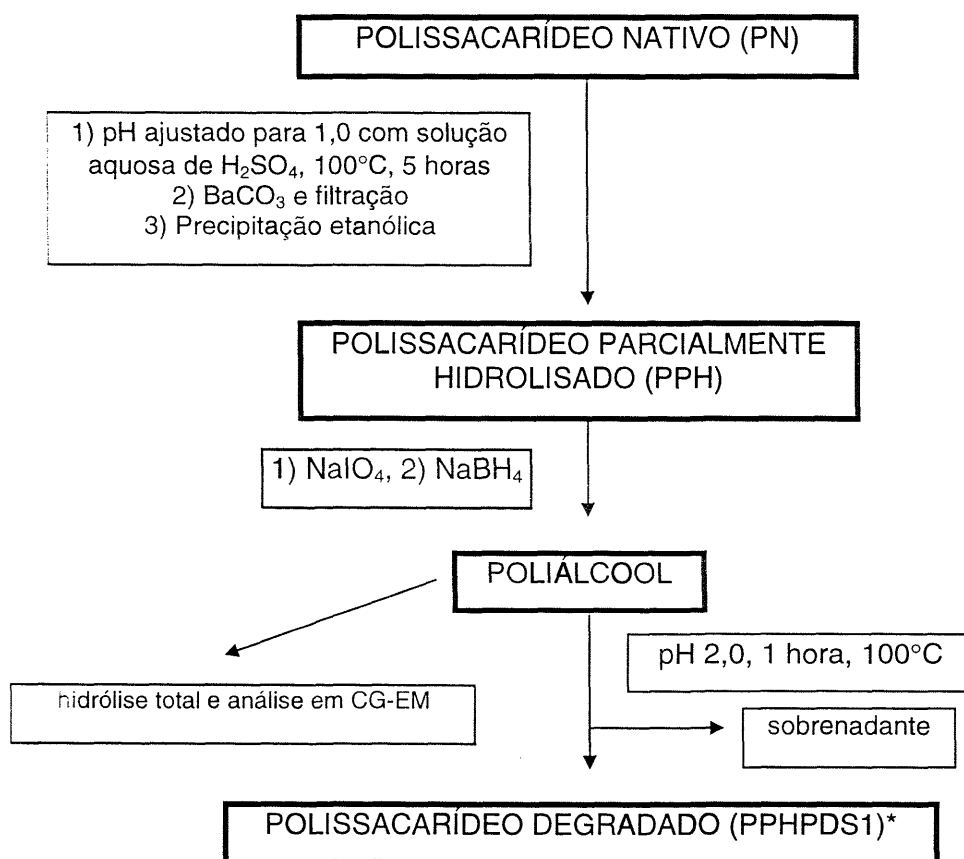 POLISSACARÍDEO NATIVO (PN)
1) pH ajustado para 1,0 com solução
aquosa de H₂SO₄, 100°C, 5 horas
2) BaCO₃ e filtração
3) Precipitação etanólica
POLISSACARÍDEO PARCIALMENTE
HIDROLISADO (PPH)
1) NaIO₄, 2) NaBH₄
POLIÁLCOOL
pH 2,0, 1 hora, 100°C
hidrólise total e análise em CG-EM
sobrenadante
POLISSACARÍDEO DEGRADADO (PPHPDS1)*